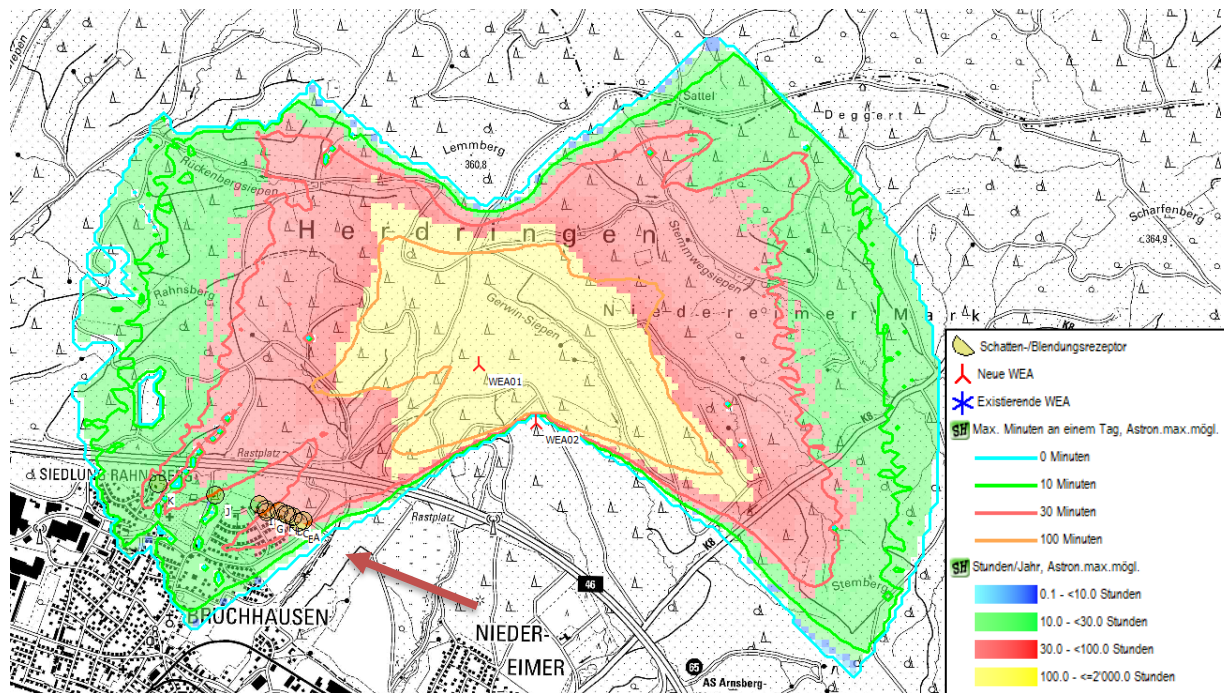 Sattel
Deggert
Lemmberg
360,8
Rückenbergsiepen
Scharfenberg
364,9
Herdringen
Stemmwegsiepen
Rahnsberg
Gerwin-Siepen
Niedereimer Mark
K8
WEA01
WEA02
Rastplatz
SIEDLUNG RAHNSBERG
K
J
I
G
C
B
A
Rastplatz
K8
Stemberg
46
BRUCHHAUSEN
NIEDER-
EIMER
65
AS Arnsberg-
Schatten-/Blendungsrezeptor
Neue WEA
Existierende WEA
SH Max. Minuten an einem Tag, Astron.max.mögl.
0 Minuten
10 Minuten
30 Minuten
100 Minuten
SH Stunden/Jahr, Astron.max.mögl.
0.1 - <10.0 Stunden
10.0 - <30.0 Stunden
30.0 - <100.0 Stunden
100.0 - <=2'000.0 Stunden